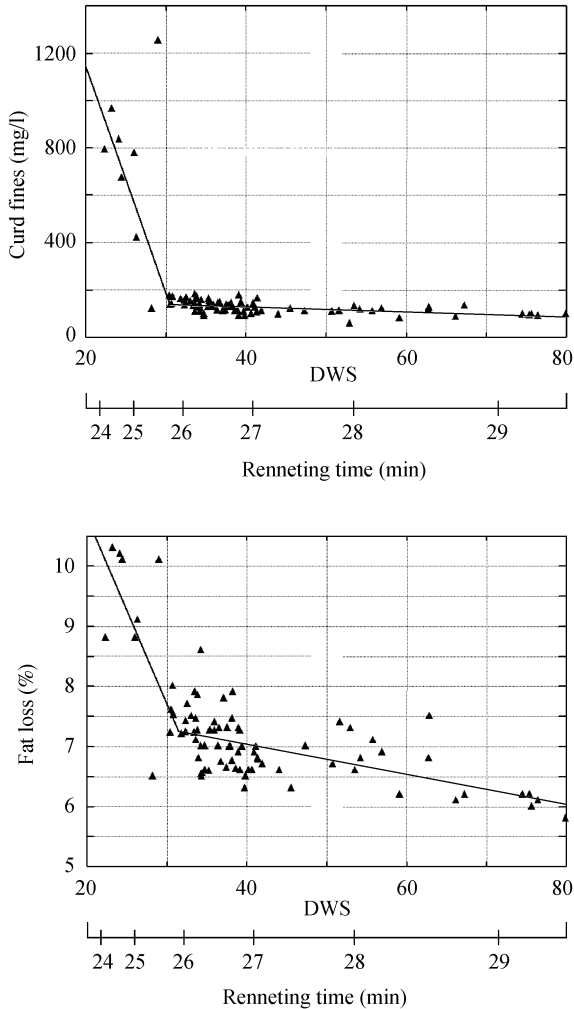 1200
800
400
0
Curd fines (mg/l)
20 40 60 80
DWS
24 25 26 27 28 29
Renneting time (min)
10
9
8
7
6
5
Fat loss (%)
20 40 60 80
DWS
24 25 26 27 28 29
Renneting time (min)